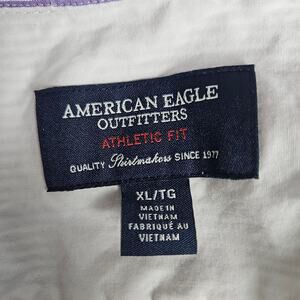 AMERICAN EAGLE
OUTFITTERS
ATHLETIC FIT
QUALITY Shirtmakers SINCE 1977
XL/TG
MADE IN
VIETNAM
FABRIQUÉ AU
VIETNAM